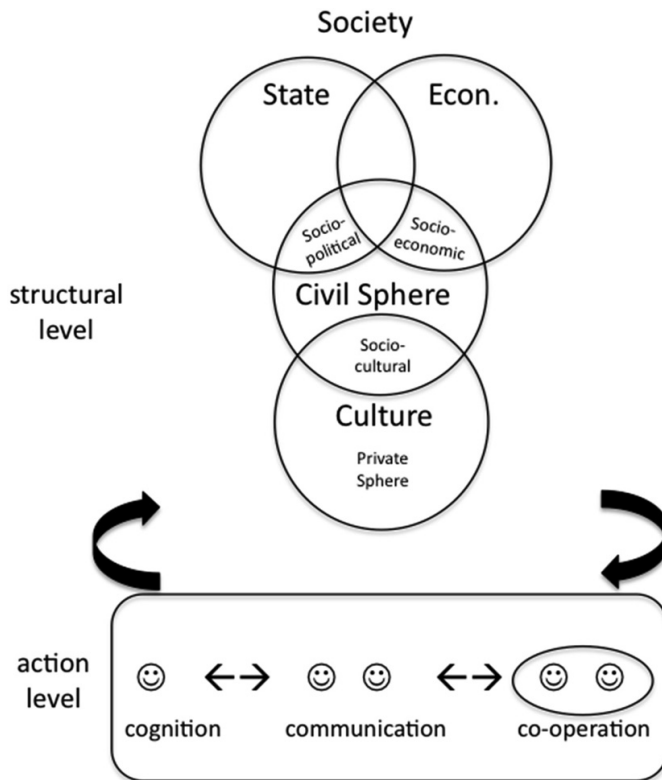 Society
State
Econ.
Socio-
political
Socio-
economic
structural
level
Civil Sphere
Socio-
cultural
Culture
Private
Sphere
action
level
cognition
communication
co-operation